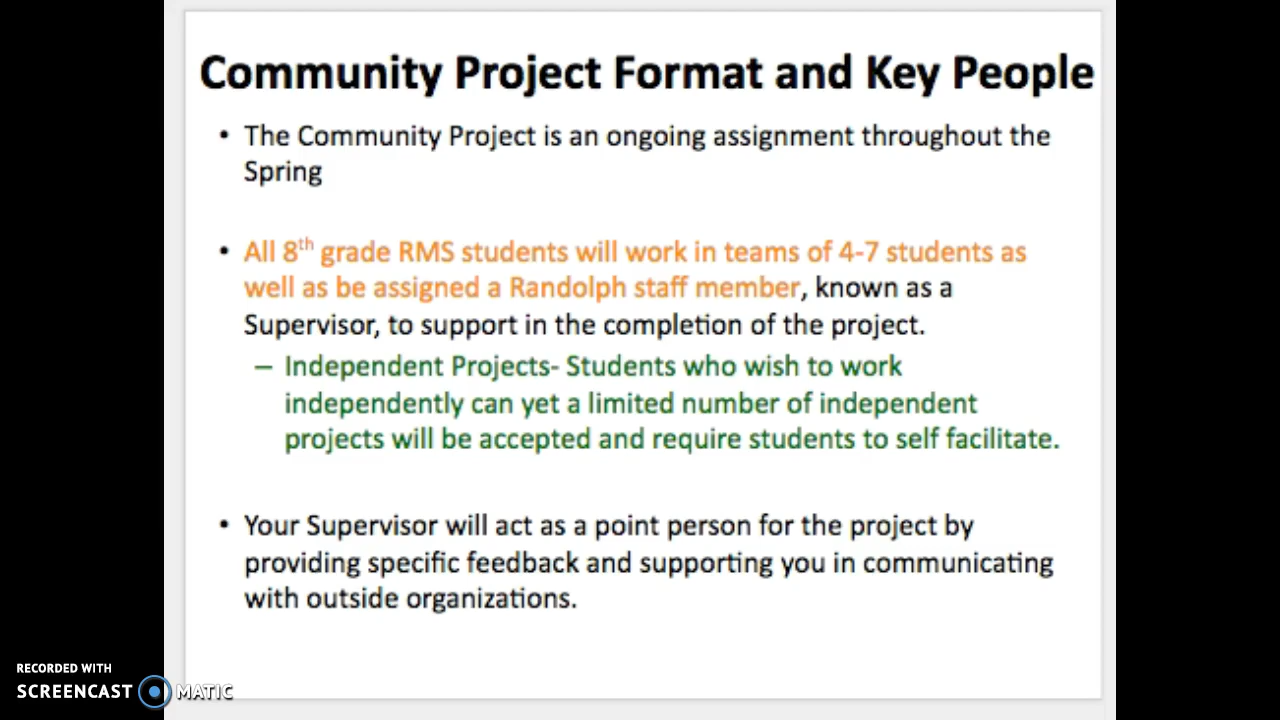 Community Project Format and Key People
• The Community Project is an ongoing assignment throughout the
Spring
• All 8th grade RMS students will work in teams of 4-7 students as
well as be assigned a Randolph staff member, known as a
Supervisor, to support in the completion of the project.
– Independent Projects- Students who wish to work
independently can yet a limited number of independent
projects will be accepted and require students to self facilitate.
• Your Supervisor will act as a point person for the project by
providing specific feedback and supporting you in communicating
with outside organizations.
RECORDED WITH
SCREENCAST MATIC